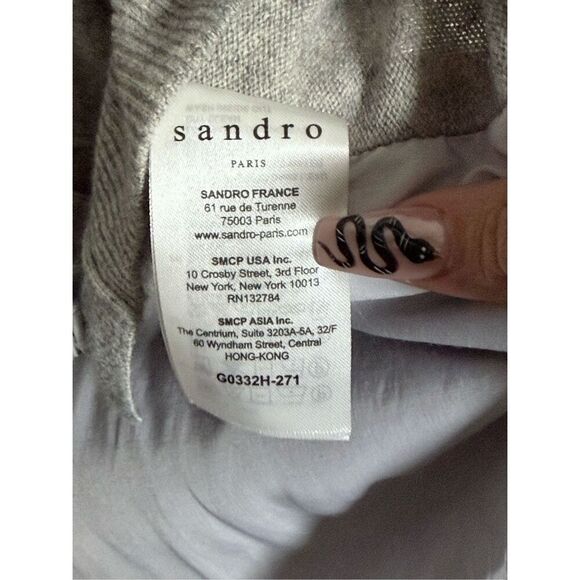 sandro
PARIS
SANDRO FRANCE
61 rue de Turenne
75003 Paris
www.sandro-paris.com
SMCP USA Inc.
10 Crosby Street, 3rd Floor
New York, New York 10013
RN132784
SMCP ASIA Inc.
The Centrium, Suite 3203A-5A, 32/F
60 Wyndham Street, Central
HONG-KONG
G0332H-271